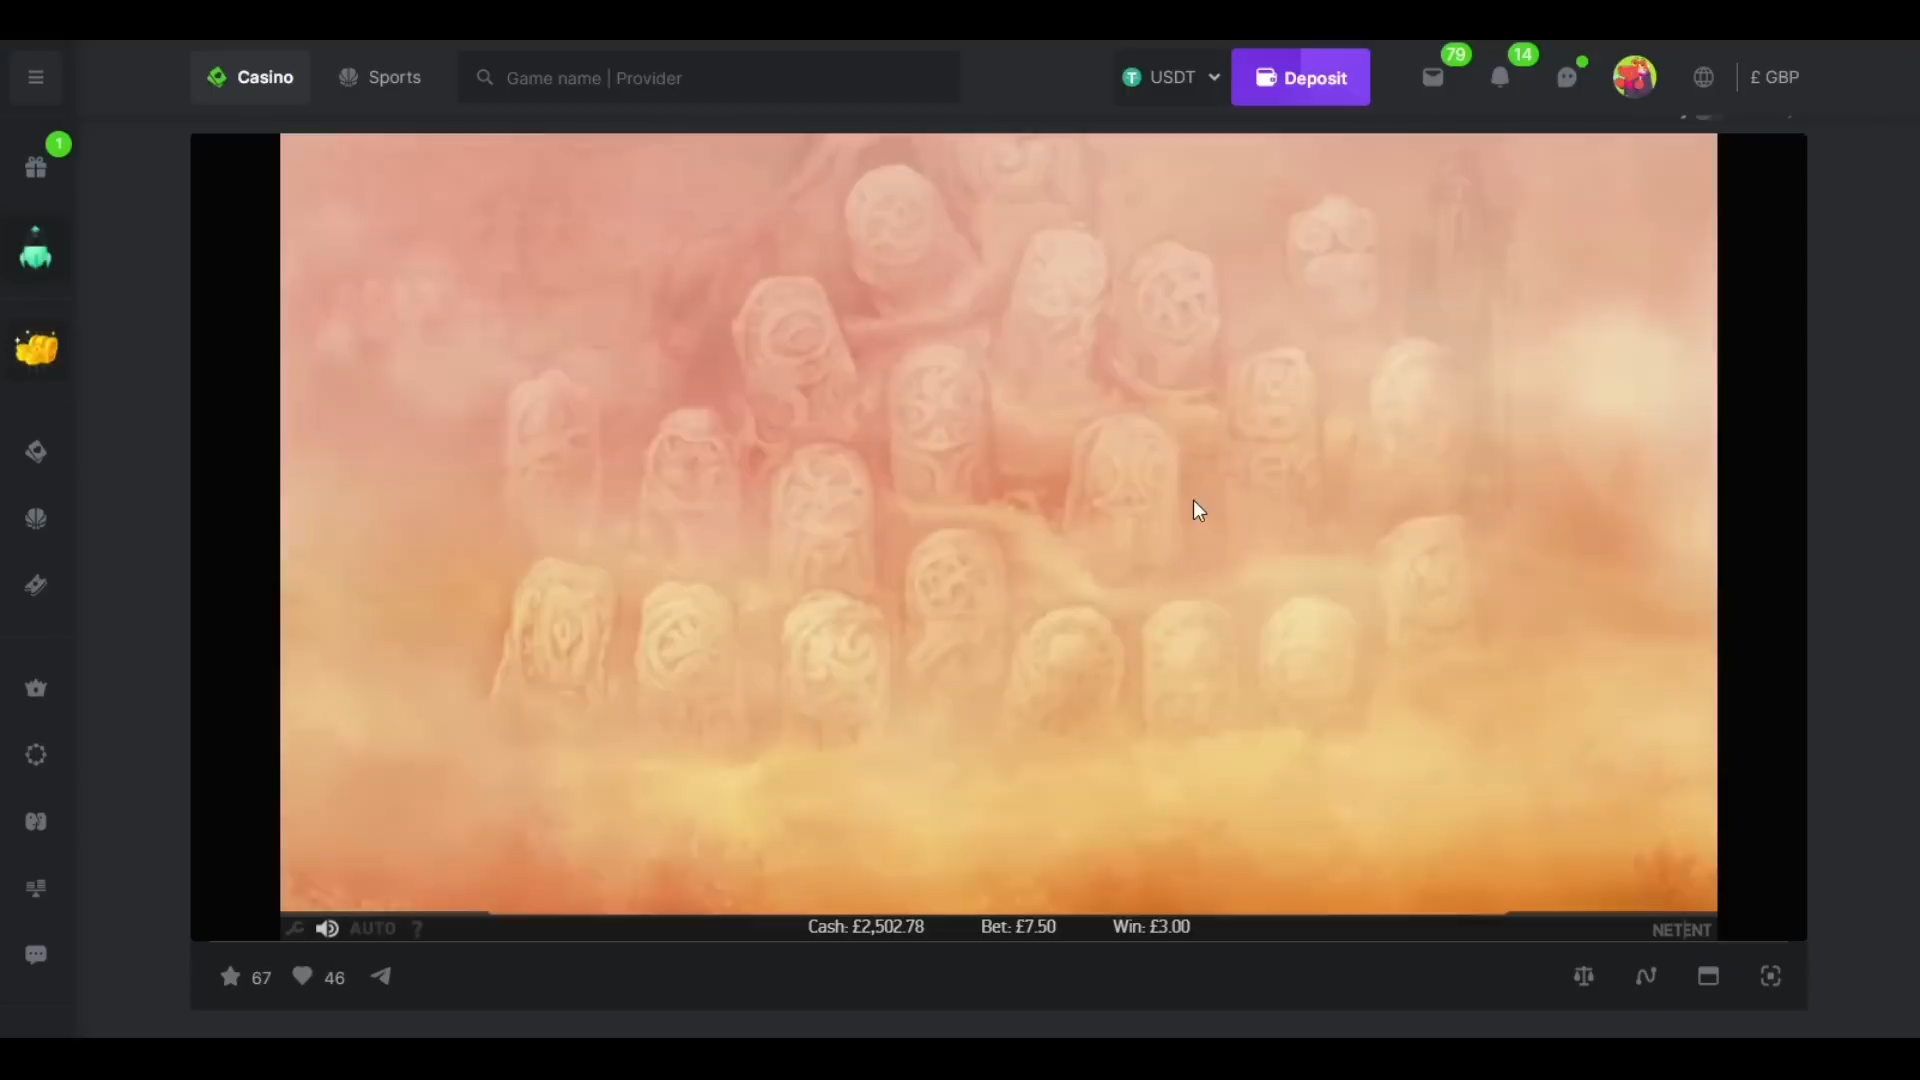 Casino
Sports
Game name | Provider
USDT
Deposit
79
14
£ GBP
1
AUTO
?
Cash: £2,502.78
Bet: £7.50
Win: £3.00
NETENT
67
46